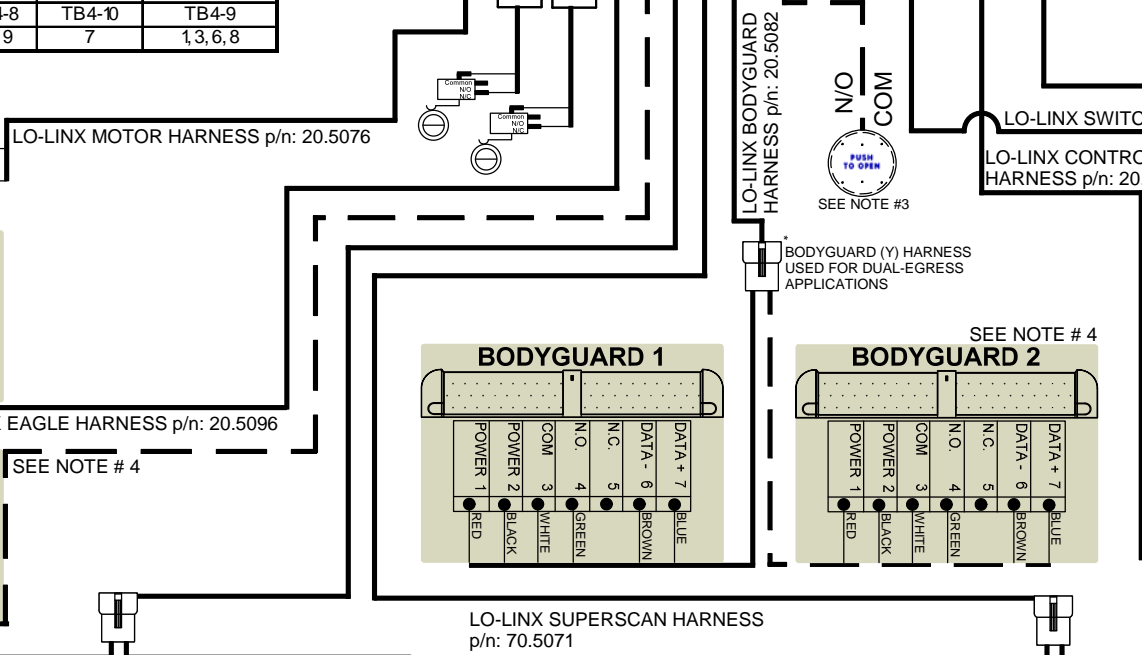 -8 TB4-10 TB4-9
9 7 1,3,6,8
LO-LINX MOTOR HARNESS p/n: 20.5076
Common
N/O
N/C
Common
N/O
N/C
LO-LINX BODYGUARD
HARNESS p/n: 20.5082
N/O
COM
PUSH
TO OPEN
SEE NOTE #3
LO-LINX SWITC
LO-LINX CONTRO
HARNESS p/n: 20.
*
BODYGUARD (Y) HARNESS
USED FOR DUAL-EGRESS
APPLICATIONS
EAGLE HARNESS p/n: 20.5096
SEE NOTE # 4
BODYGUARD 1
POWER 1
POWER 2
COM 3
N.O. 4
N.C. 5
DATA - 6
DATA + 7
RED
BLACK
WHITE
GREEN
BROWN
BLUE
SEE NOTE # 4
BODYGUARD 2
POWER 1
POWER 2
COM 3
N.O. 4
N.C. 5
DATA - 6
DATA + 7
RED
BLACK
WHITE
GREEN
BROWN
BLUE
LO-LINX SUPERSCAN HARNESS
p/n: 70.5071